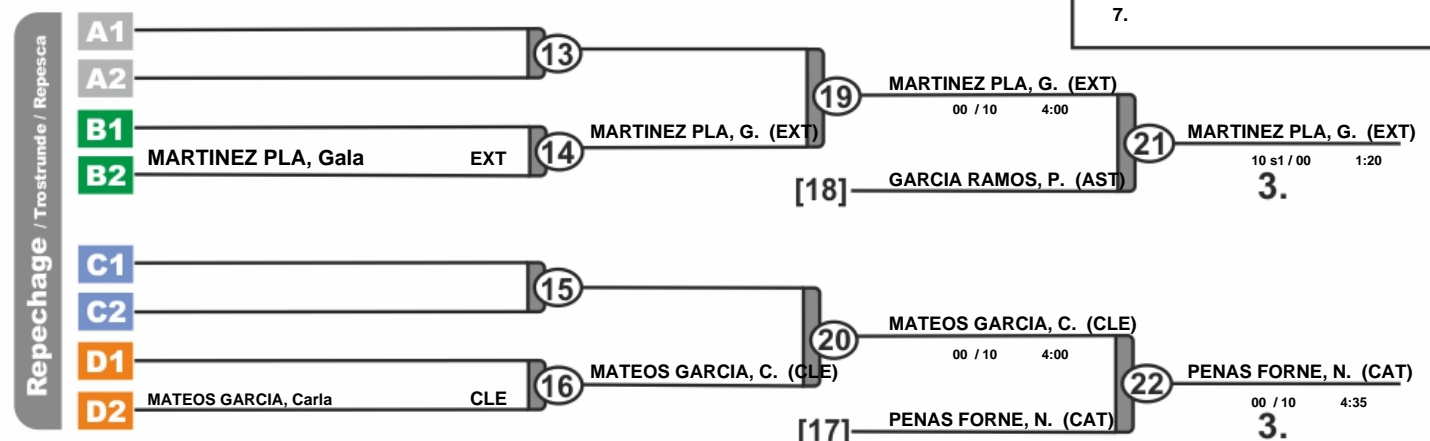 7.
Repechage / Trostrunde / Repesca
A1
13
A2
19
MARTINEZ PLA, G. (EXT)
00 / 10 4:00
B1
MARTINEZ PLA, Gala EXT
14
MARTINEZ PLA, G. (EXT)
21
MARTINEZ PLA, G. (EXT)
10 s1 / 00 1:20
3.
B2
[18]
GARCIA RAMOS, P. (AST)
C1
15
C2
20
MATEOS GARCIA, C. (CLE)
00 / 10 4:00
D1
MATEOS GARCIA, Carla CLE
16
MATEOS GARCIA, C. (CLE)
22
PENAS FORNE, N. (CAT)
00 / 10 4:35
3.
D2
[17]
PENAS FORNE, N. (CAT)